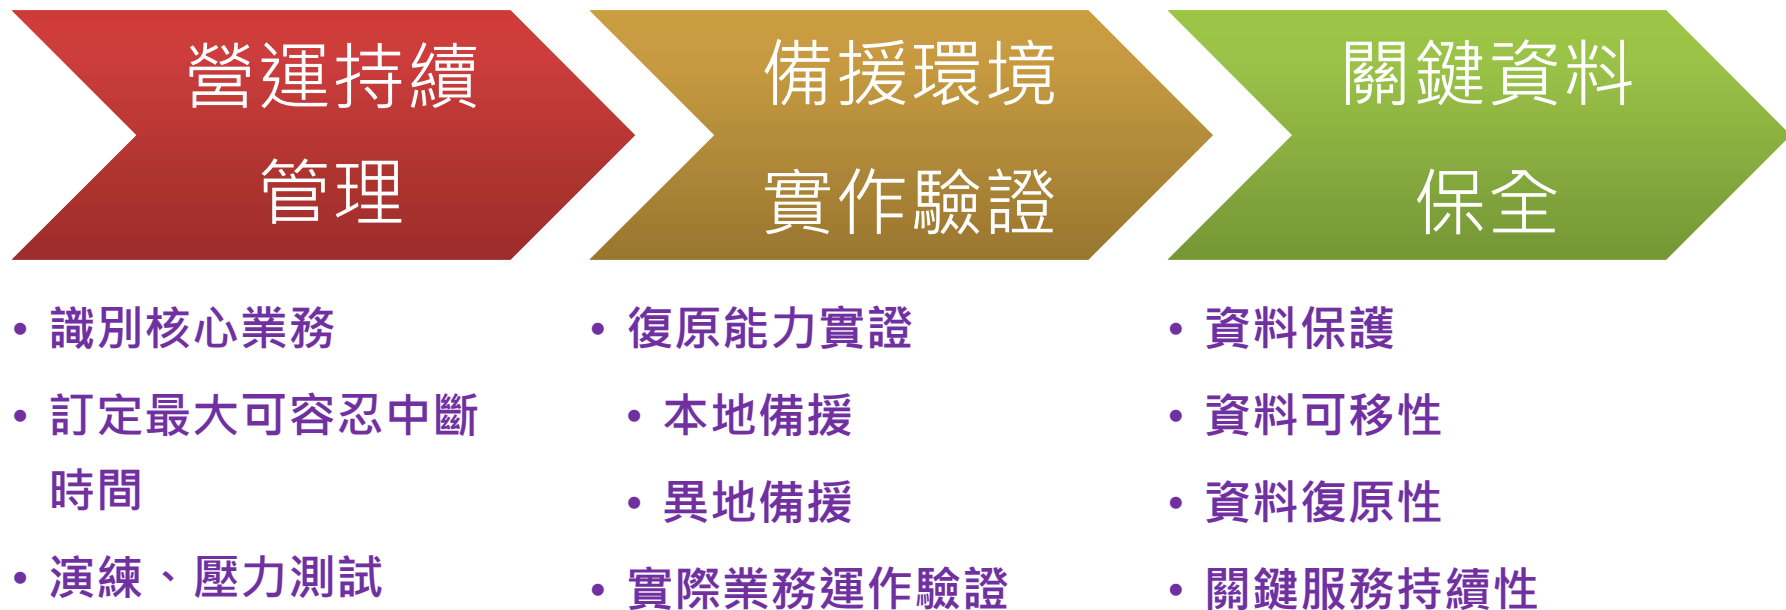 營運持續
管理
• 識別核心業務
• 訂定最大可容忍中斷
時間
• 演練、壓力測試
備援環境
實作驗證
• 復原能力實證
• 本地備援
• 異地備援
• 實際業務運作驗證
關鍵資料
保全
• 資料保護
• 資料可移性
• 資料復原性
• 關鍵服務持續性